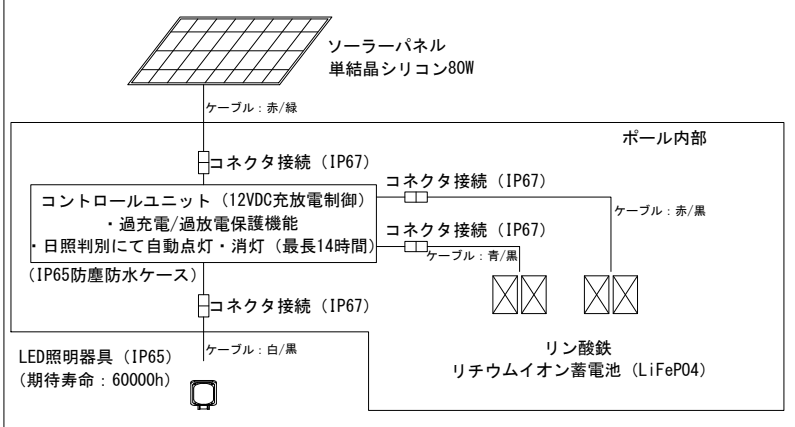 ソーラーパネル
単結晶シリコン80W
ケーブル：赤/緑
ポール内部
コネクタ接続（IP67）
コネクタ接続（IP67）
コントロールユニット（12VDC充放電制御）
・過充電/過放電保護機能
・日照判別にて自動点灯・消灯（最長14時間）
ケーブル：赤/黒
コネクタ接続（IP67）
ケーブル：青/黒
（IP65防塵防水ケース）
コネクタ接続（IP67）
ケーブル：白/黒
LED照明器具（IP65）
（期待寿命：60000h）
リン酸鉄
リチウムイオン蓄電池（LiFePO4）